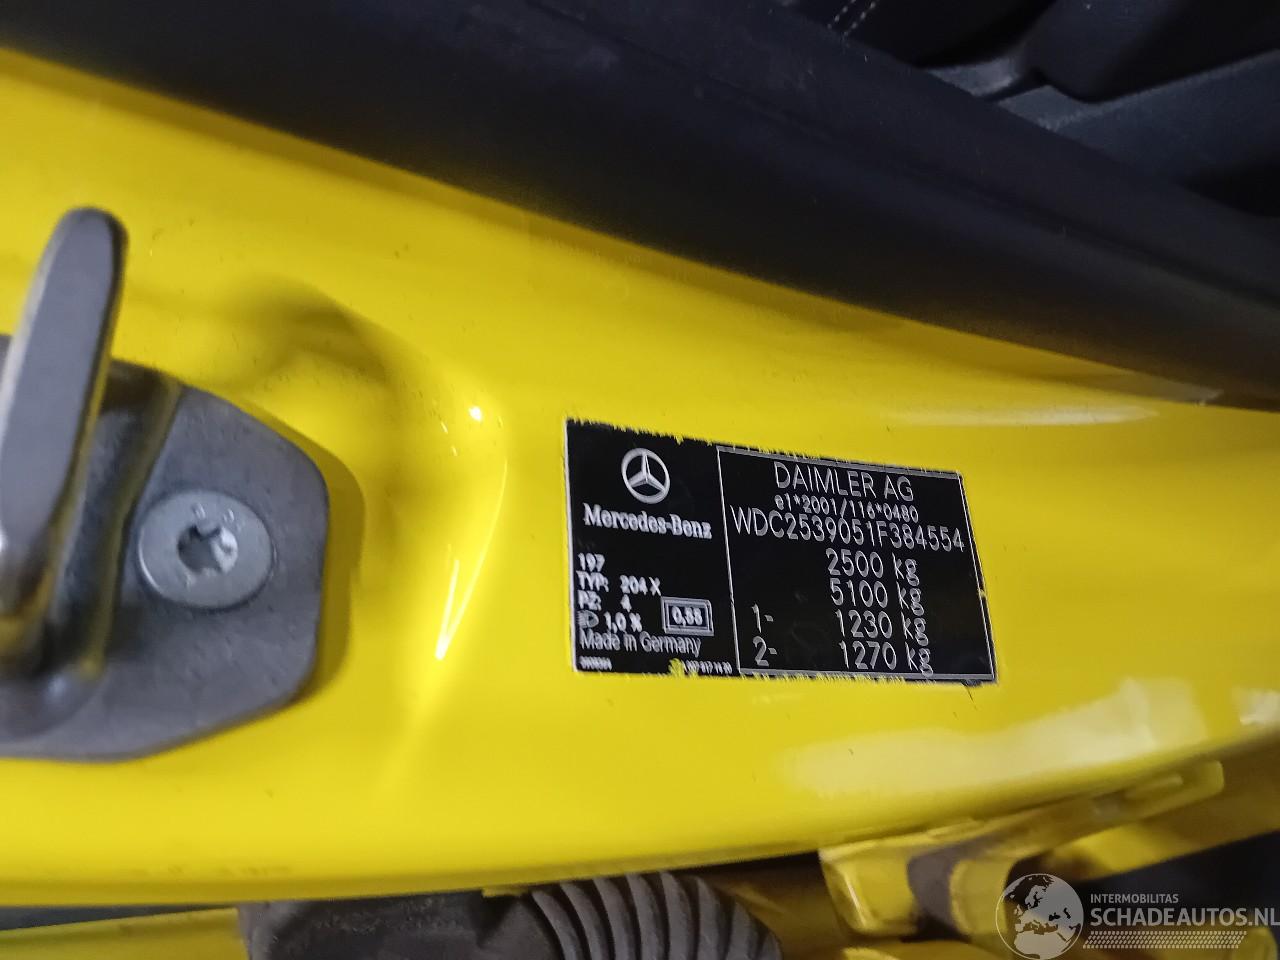 Mercedes-Benz
197
TYP: 204 X
PZ: 4
1,0 %
0,88
Made in Germany
DAIMLER AG
e1*2001/116*0480
WDC2539051F384554
2500 kg
5100 kg
1- 1230 kg
2- 1270 kg
INTERMOBILITAS
SCHADEAUTOS.NL